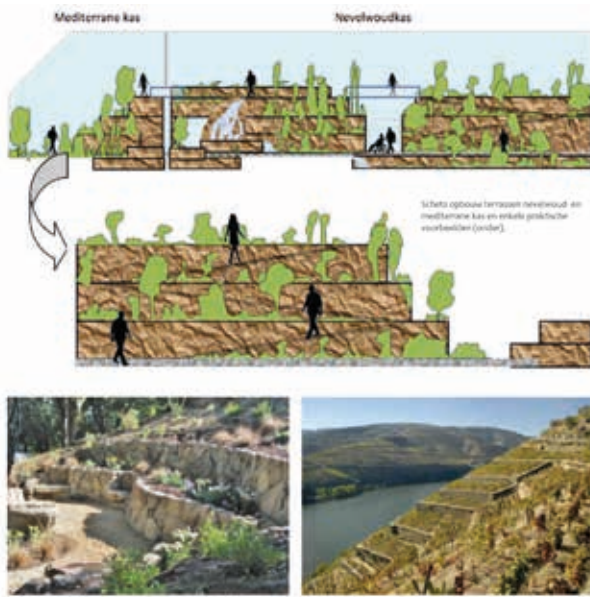 Mediterrane kas
Nevelwoudkas
Schets opbouw terrassen nevelwoud- en
mediterrane kas en enkele praktische
voorbeelden (onder).